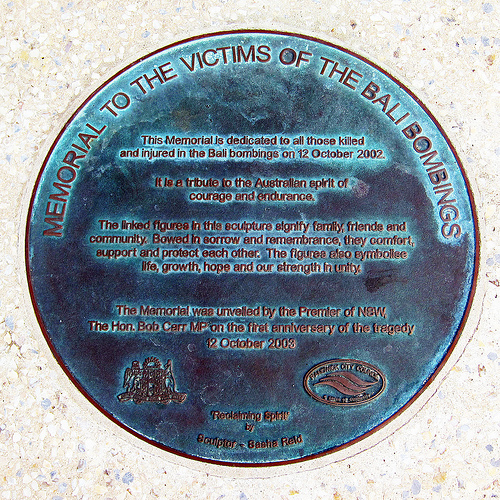 MEMORIAL TO THE VICTIMS OF THE BALI BOMBINGS
This Memorial is dedicated to all those killed
and injured in the Bali bombings on 12 October 2002.
It is a tribute to the Australian spirit of
courage and endurance.
The linked figures in this sculpture signify family, friends and
community. Bowed in sorrow and remembrance, they comfort,
support and protect each other. The figures also symbolise
life, growth, hope and our strength in unity.
The Memorial was unveiled by the Premier of NSW,
The Hon. Bob Carr MP on the first anniversary of the tragedy
12 October 2003
RANDWICK CITY COUNCIL
'Reclaiming Spirit'
by
Sculptor - Sasha Reid